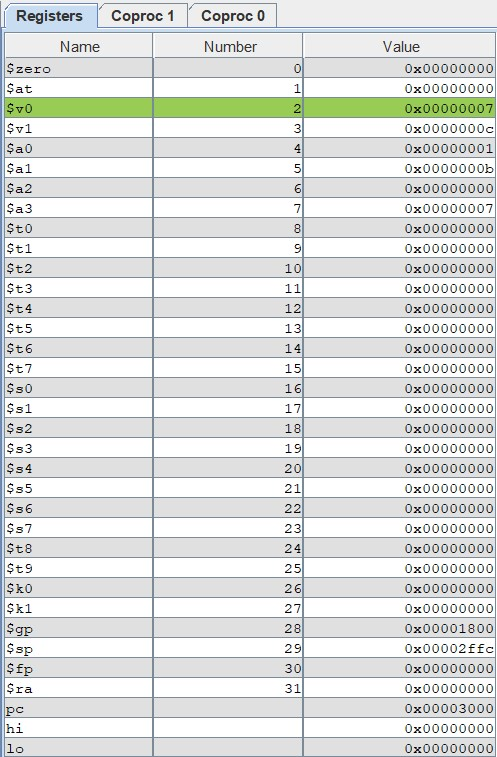 Registers Coproc 1 Coproc 0
Name Number Value
$zero 0 0x00000000
$at 1 0x00000000
$v0 2 0x00000007
$v1 3 0x0000000c
$a0 4 0x00000001
$a1 5 0x0000000b
$a2 6 0x00000000
$a3 7 0x00000007
$t0 8 0x00000000
$t1 9 0x00000000
$t2 10 0x00000000
$t3 11 0x00000000
$t4 12 0x00000000
$t5 13 0x00000000
$t6 14 0x00000000
$t7 15 0x00000000
$s0 16 0x00000000
$s1 17 0x00000000
$s2 18 0x00000000
$s3 19 0x00000000
$s4 20 0x00000000
$s5 21 0x00000000
$s6 22 0x00000000
$s7 23 0x00000000
$t8 24 0x00000000
$t9 25 0x00000000
$k0 26 0x00000000
$k1 27 0x00000000
$gp 28 0x00001800
$sp 29 0x00002ffc
$fp 30 0x00000000
$ra 31 0x00000000
pc 0x00003000
hi 0x00000000
lo 0x00000000